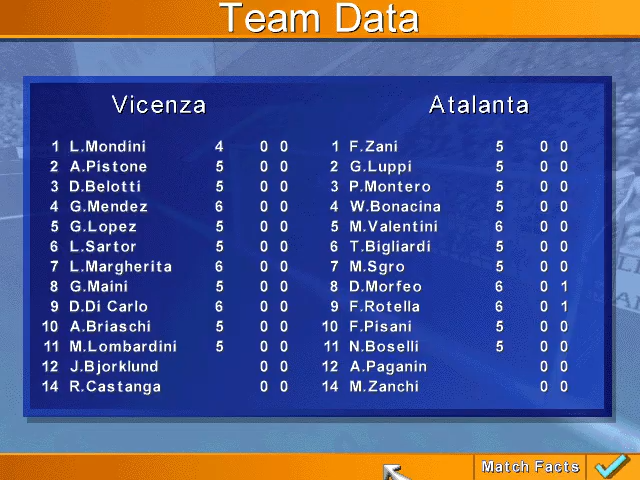 Team Data
Vicenza Atalanta
1 L.Mondini 4 0 0 1 F.Zani 5 0 0
2 A.Pistone 5 0 0 2 G.Luppi 5 0 0
3 D.Belotti 5 0 0 3 P.Montero 5 0 0
4 G.Mendez 6 0 0 4 W.Bonacina 5 0 0
5 G.Lopez 5 0 0 5 M.Valentini 6 0 0
6 L.Sartor 5 0 0 6 T.Bigliardi 5 0 0
7 L.Margherita 6 0 0 7 M.Sgro 5 0 0
8 G.Maini 5 0 0 8 D.Morfeo 6 0 1
9 D.Di Carlo 6 0 0 9 F.Rotella 6 0 1
10 A.Briaschi 5 0 0 10 F.Pisani 5 0 0
11 M.Lombardini 5 0 0 11 N.Boselli 5 0 0
12 J.Bjorklund 0 0 12 A.Paganin 0 0
14 R.Castanga 0 0 14 M.Zanchi 0 0
Match Facts